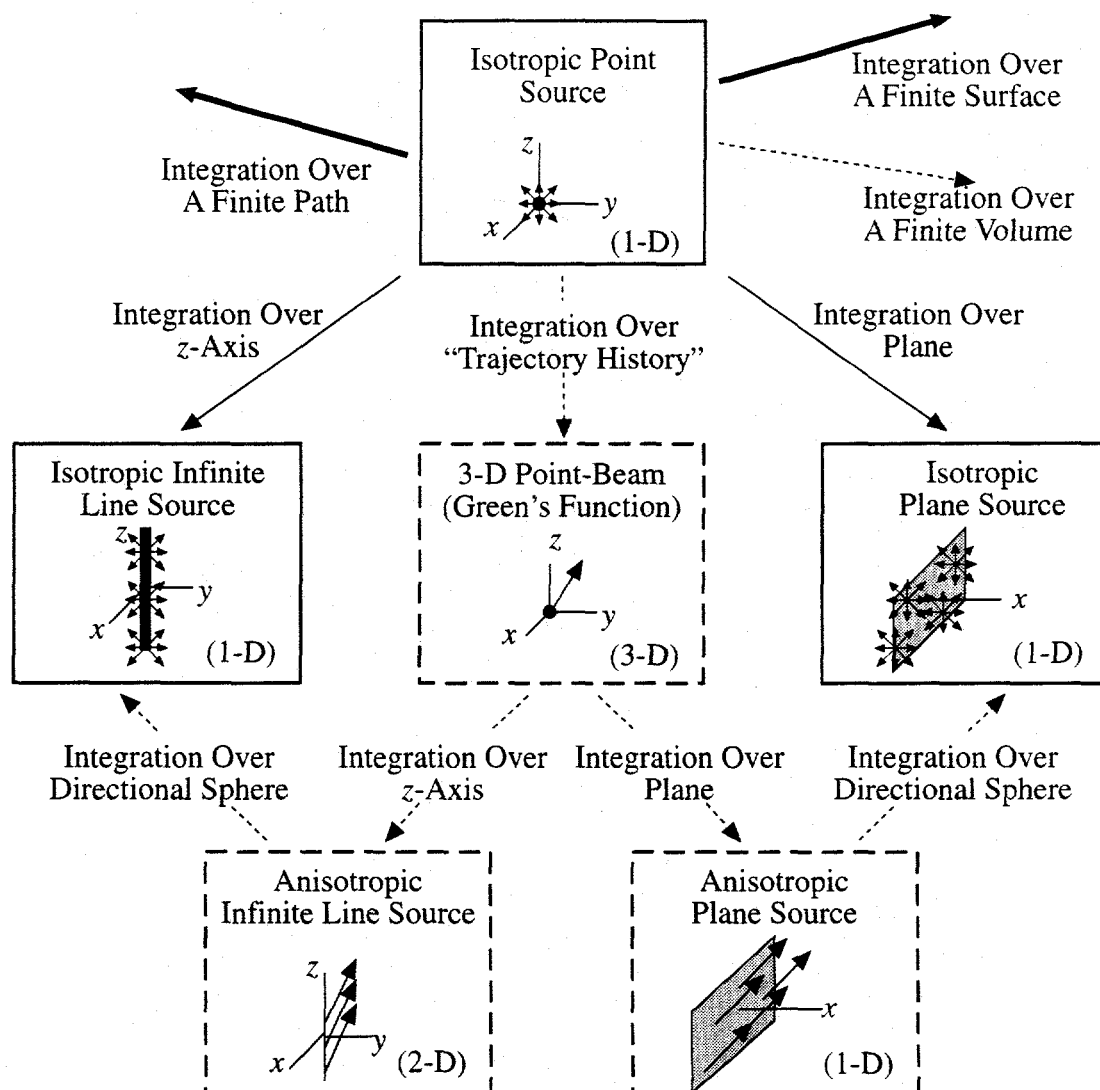 Isotropic Point
Source
z
x
y
(1-D)
Integration Over
A Finite Surface
Integration Over
A Finite Path
Integration Over
A Finite Volume
Integration Over
z-Axis
Integration Over
“Trajectory History”
Integration Over
Plane
Isotropic Infinite
Line Source
z
y
x
(1-D)
3-D Point-Beam
(Green's Function)
z
y
x
(3-D)
Isotropic
Plane Source
x
(1-D)
Integration Over
Directional Sphere
Integration Over
z-Axis
Integration Over
Plane
Integration Over
Directional Sphere
Anisotropic
Infinite Line Source
z
x
y
(2-D)
Anisotropic
Plane Source
x
(1-D)